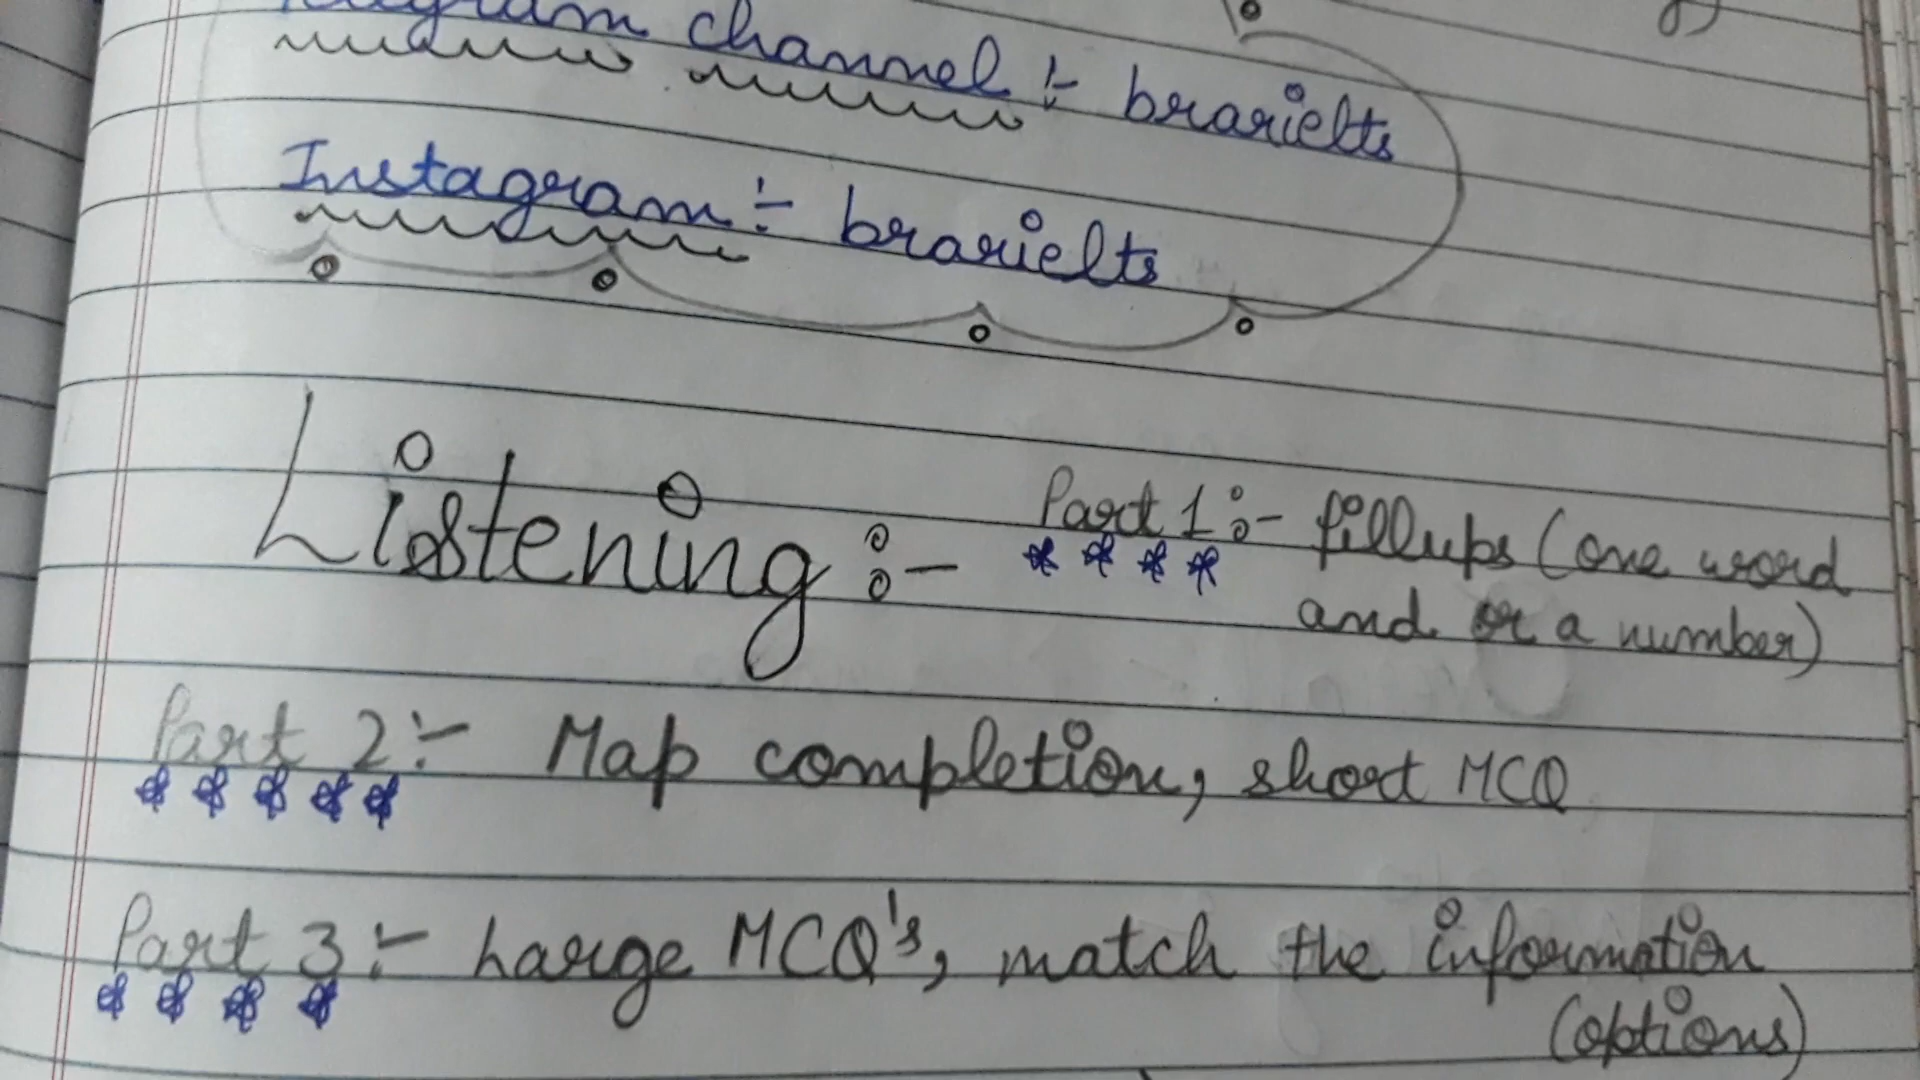 channel :- brarielts
Instagram :- brarielts
Listening :- Part 1 :- fillups (one word
and or a number)
Part 2 :- Map completion, short MCQ
Part 3 :- Large MCQ's, match the information
(options)